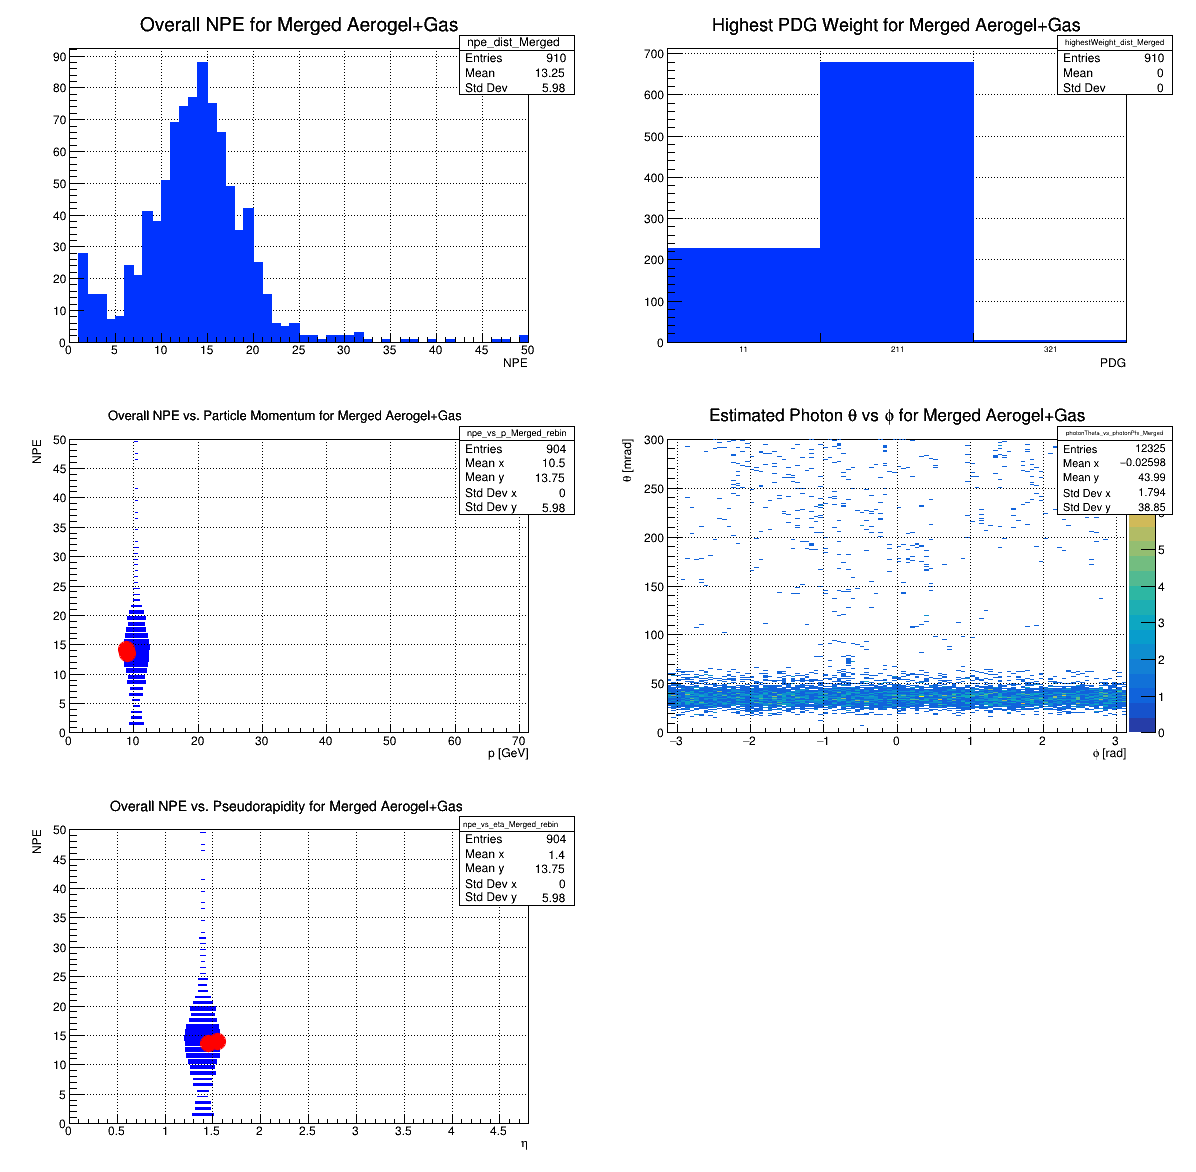 Overall NPE for Merged Aerogel+Gas
npe_dist_Merged
Entries 910
Mean 13.25
Std Dev 5.98
90
80
70
60
50
40
30
20
10
0
0 5 10 15 20 25 30 35 40 45 50
NPE
Highest PDG Weight for Merged Aerogel+Gas
highestWeight_dist_Merged
Entries 910
Mean 0
Std Dev 0
700
600
500
400
300
200
100
0
11 211 321
PDG
Overall NPE vs. Particle Momentum for Merged Aerogel+Gas
npe_vs_p_Merged_rebin
Entries 904
Mean x 10.5
Mean y 13.75
Std Dev x 0
Std Dev y 5.98
NPE
50
45
40
35
30
25
20
15
10
5
0
0 10 20 30 40 50 60 70
p [GeV]
Estimated Photon θ vs ϕ for Merged Aerogel+Gas
photonTheta_vs_photonPhi_Merged
Entries 12325
Mean x −0.02598
Mean y 43.99
Std Dev x 1.794
Std Dev y 38.85
θ [mrad]
300
250
200
150
100
50
0
−3 −2 −1 0 1 2 3
ϕ [rad]
5
4
3
2
1
0
Overall NPE vs. Pseudorapidity for Merged Aerogel+Gas
npe_vs_eta_Merged_rebin
Entries 904
Mean x 1.4
Mean y 13.75
Std Dev x 0
Std Dev y 5.98
NPE
50
45
40
35
30
25
20
15
10
5
0
0 0.5 1 1.5 2 2.5 3 3.5 4 4.5
η